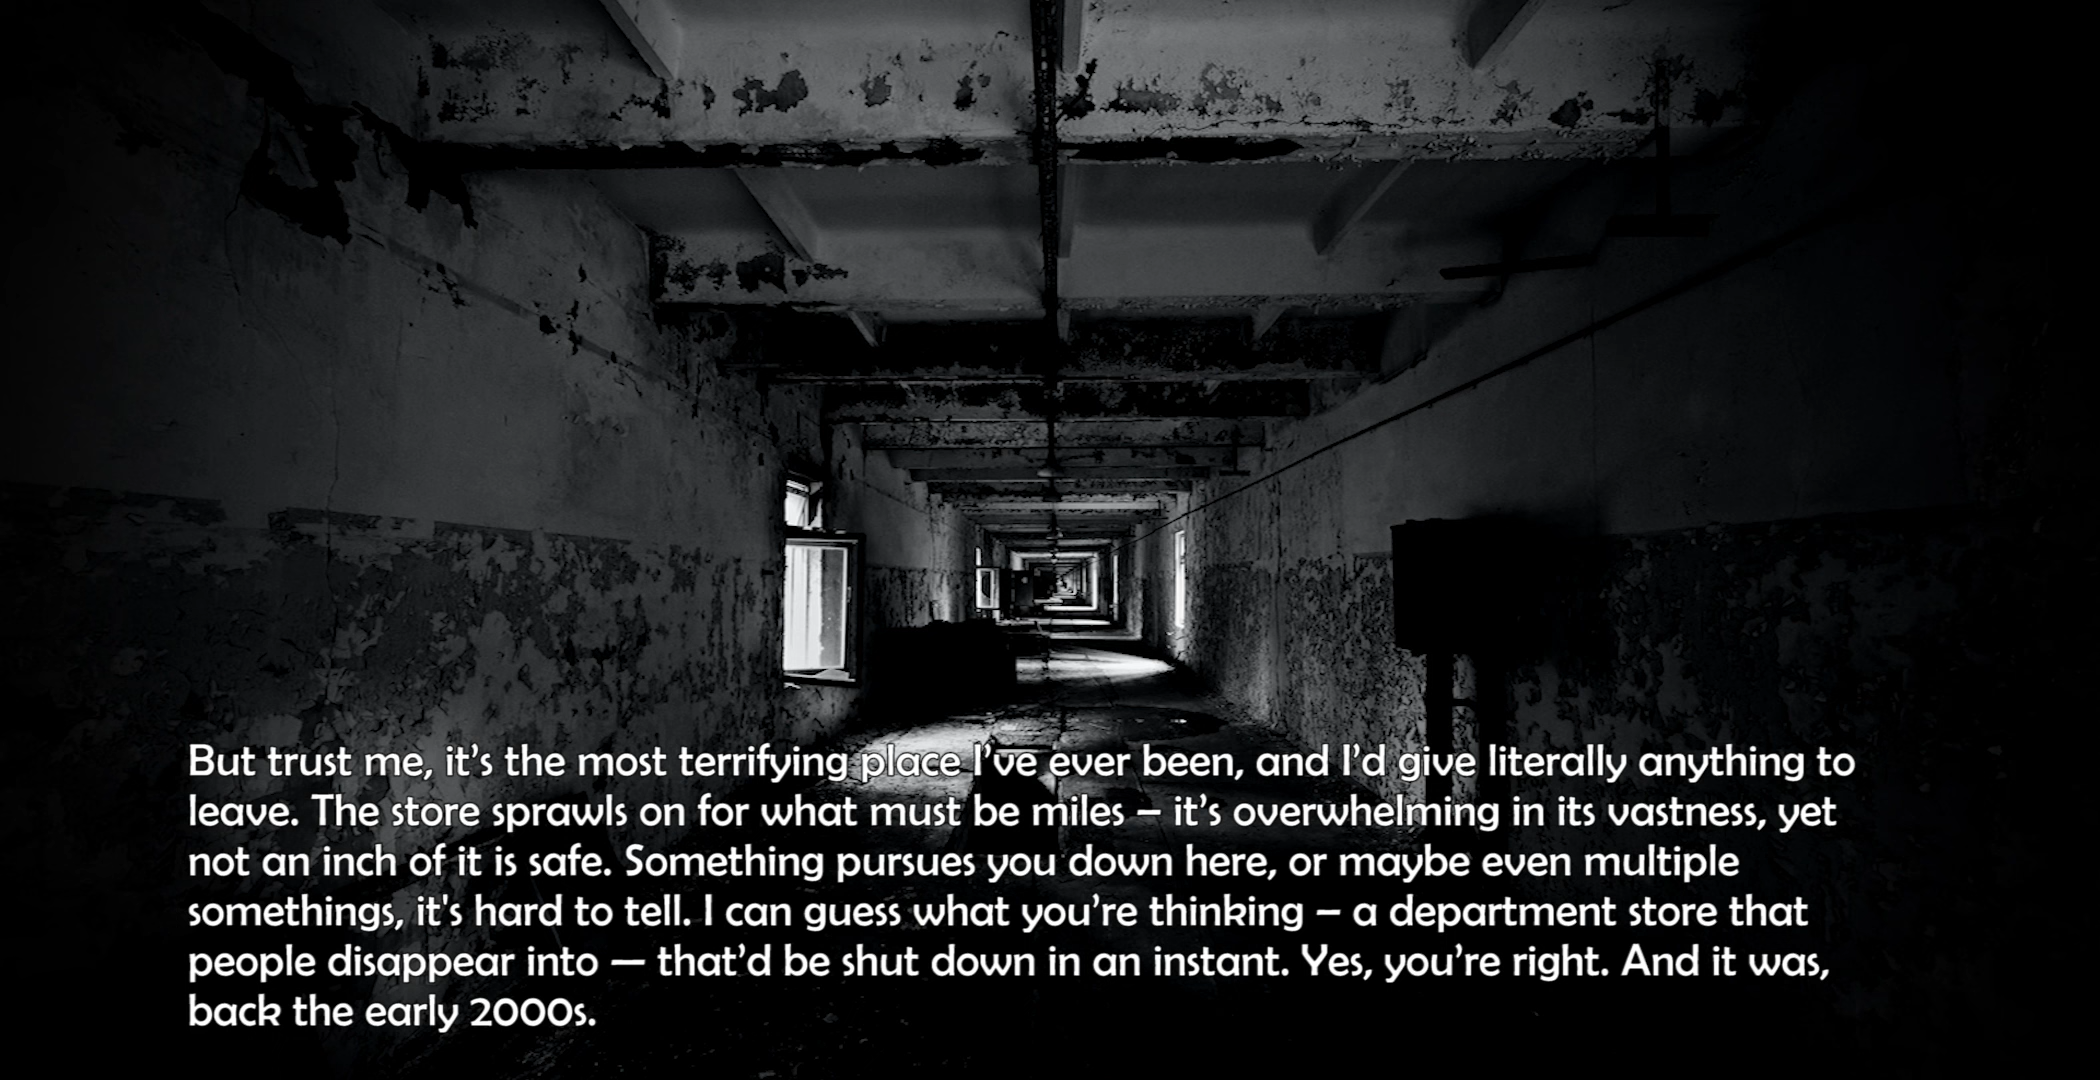 But trust me, it’s the most terrifying place I’ve ever been, and I’d give literally anything to
leave. The store sprawls on for what must be miles – it’s overwhelming in its vastness, yet
not an inch of it is safe. Something pursues you down here, or maybe even multiple
somethings, it's hard to tell. I can guess what you’re thinking – a department store that
people disappear into — that’d be shut down in an instant. Yes, you’re right. And it was,
back the early 2000s.